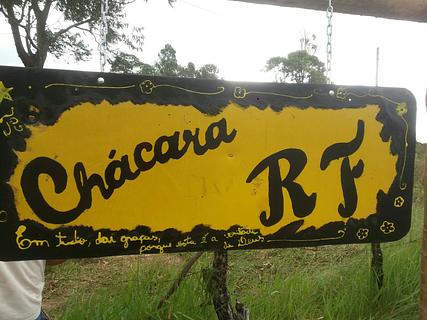 Chácara RF
Em tudo, dai graças,
porque esta é a vontade
de Deus